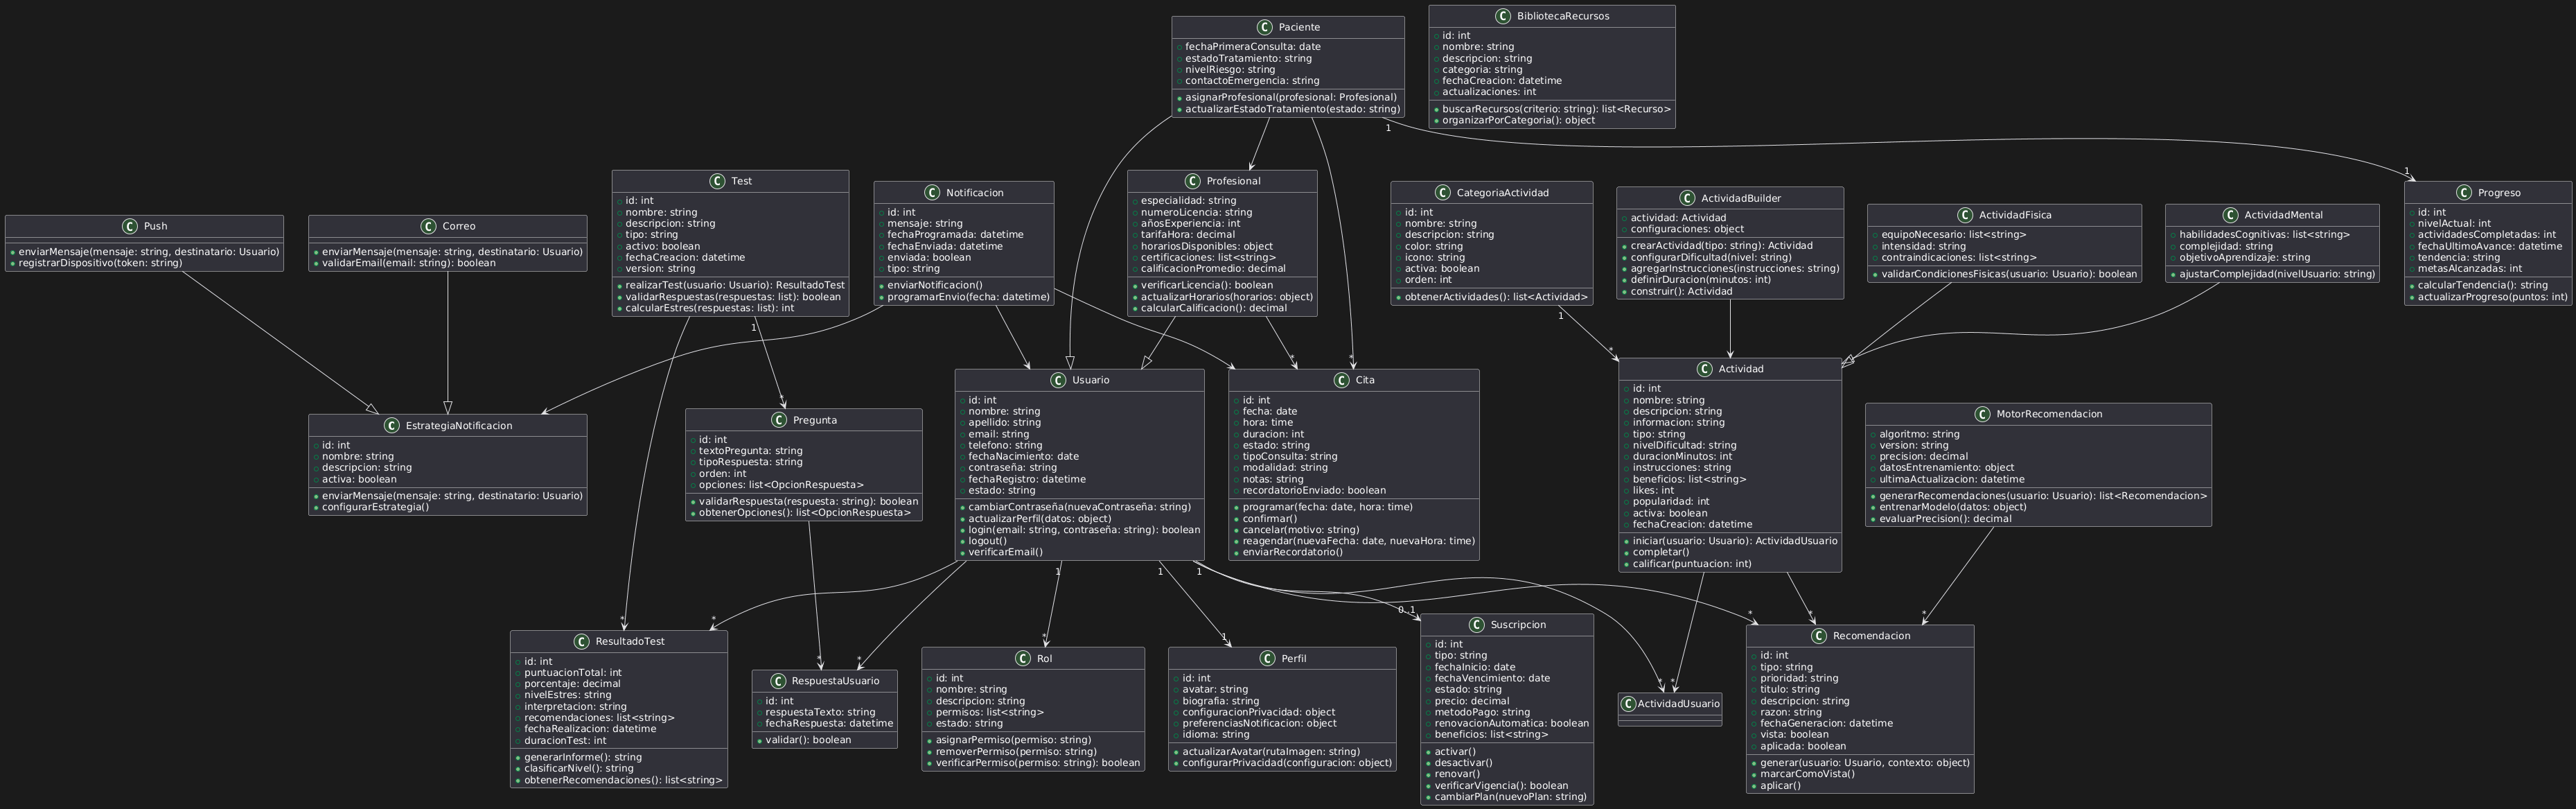 Paciente
fechaPrimeraConsulta: date
estadoTratamiento: string
nivelRiesgo: string
contactoEmergencia: string
asignarProfesional(profesional: Profesional)
actualizarEstadoTratamiento(estado: string)
1
BibliotecaRecursos
id: int
nombre: string
descripcion: string
categoria: string
fechaCreacion: datetime
actualizaciones: int
buscarRecursos(criterio: string): list<Recurso>
organizarPorCategoria(): object
Push
enviarMensaje(mensaje: string, destinatario: Usuario)
registrarDispositivo(token: string)
Correo
enviarMensaje(mensaje: string, destinatario: Usuario)
validarEmail(email: string): boolean
Test
id: int
nombre: string
descripcion: string
tipo: string
activo: boolean
fechaCreacion: datetime
version: string
realizarTest(usuario: Usuario): ResultadoTest
validarRespuestas(respuestas: list): boolean
calcularEstres(respuestas: list): int
1
Notificacion
id: int
mensaje: string
fechaProgramada: datetime
fechaEnviada: datetime
enviada: boolean
tipo: string
enviarNotificacion()
programarEnvio(fecha: datetime)
Profesional
especialidad: string
numeroLicencia: string
añosExperiencia: int
tarifaHora: decimal
horariosDisponibles: object
certificaciones: list<string>
calificacionPromedio: decimal
verificarLicencia(): boolean
actualizarHorarios(horarios: object)
calcularCalificacion(): decimal
CategoriaActividad
id: int
nombre: string
descripcion: string
color: string
icono: string
activa: boolean
orden: int
obtenerActividades(): list<Actividad>
1
ActividadBuilder
actividad: Actividad
configuraciones: object
crearActividad(tipo: string): Actividad
configurarDificultad(nivel: string)
agregarInstrucciones(instrucciones: string)
definirDuracion(minutos: int)
construir(): Actividad
ActividadFisica
equipoNecesario: list<string>
intensidad: string
contraindicaciones: list<string>
validarCondicionesFisicas(usuario: Usuario): boolean
ActividadMental
habilidadesCognitivas: list<string>
complejidad: string
objetivoAprendizaje: string
ajustarComplejidad(nivelUsuario: string)
1
Progreso
id: int
nivelActual: int
actividadesCompletadas: int
fechaUltimoAvance: datetime
tendencia: string
metasAlcanzadas: int
calcularTendencia(): string
actualizarProgreso(puntos: int)
EstrategiaNotificacion
id: int
nombre: string
descripcion: string
activa: boolean
enviarMensaje(mensaje: string, destinatario: Usuario)
configurarEstrategia()
*
Pregunta
id: int
textoPregunta: string
tipoRespuesta: string
orden: int
opciones: list<OpcionRespuesta>
validarRespuesta(respuesta: string): boolean
obtenerOpciones(): list<OpcionRespuesta>
Usuario
id: int
nombre: string
apellido: string
email: string
telefono: string
fechaNacimiento: date
contraseña: string
fechaRegistro: datetime
estado: string
cambiarContraseña(nuevaContraseña: string)
actualizarPerfil(datos: object)
login(email: string, contraseña: string): boolean
logout()
verificarEmail()
1
1
1
*
*
Cita
id: int
fecha: date
hora: time
duracion: int
estado: string
tipoConsulta: string
modalidad: string
notas: string
recordatorioEnviado: boolean
programar(fecha: date, hora: time)
confirmar()
cancelar(motivo: string)
reagendar(nuevaFecha: date, nuevaHora: time)
enviarRecordatorio()
*
Actividad
id: int
nombre: string
descripcion: string
informacion: string
tipo: string
nivelDificultad: string
duracionMinutos: int
instrucciones: string
beneficios: list<string>
likes: int
popularidad: int
activa: boolean
fechaCreacion: datetime
iniciar(usuario: Usuario): ActividadUsuario
completar()
calificar(puntuacion: int)
MotorRecomendacion
algoritmo: string
version: string
precision: decimal
datosEntrenamiento: object
ultimaActualizacion: datetime
generarRecomendaciones(usuario: Usuario): list<Recomendacion>
entrenarModelo(datos: object)
evaluarPrecision(): decimal
*
*
ResultadoTest
id: int
puntuacionTotal: int
porcentaje: decimal
nivelEstres: string
interpretacion: string
recomendaciones: list<string>
fechaRealizacion: datetime
duracionTest: int
generarInforme(): string
clasificarNivel(): string
obtenerRecomendaciones(): list<string>
*
*
RespuestaUsuario
id: int
respuestaTexto: string
fechaRespuesta: datetime
validar(): boolean
*
Rol
id: int
nombre: string
descripcion: string
permisos: list<string>
estado: string
asignarPermiso(permiso: string)
removerPermiso(permiso: string)
verificarPermiso(permiso: string): boolean
1
Perfil
id: int
avatar: string
biografia: string
configuracionPrivacidad: object
preferenciasNotificacion: object
idioma: string
actualizarAvatar(rutaImagen: string)
configurarPrivacidad(configuracion: object)
0..1
Suscripcion
id: int
tipo: string
fechaInicio: date
fechaVencimiento: date
estado: string
precio: decimal
metodoPago: string
renovacionAutomatica: boolean
beneficios: list<string>
activar()
desactivar()
renovar()
verificarVigencia(): boolean
cambiarPlan(nuevoPlan: string)
*
*
ActividadUsuario
*
*
*
Recomendacion
id: int
tipo: string
prioridad: string
titulo: string
descripcion: string
razon: string
fechaGeneracion: datetime
vista: boolean
aplicada: boolean
generar(usuario: Usuario, contexto: object)
marcarComoVista()
aplicar()